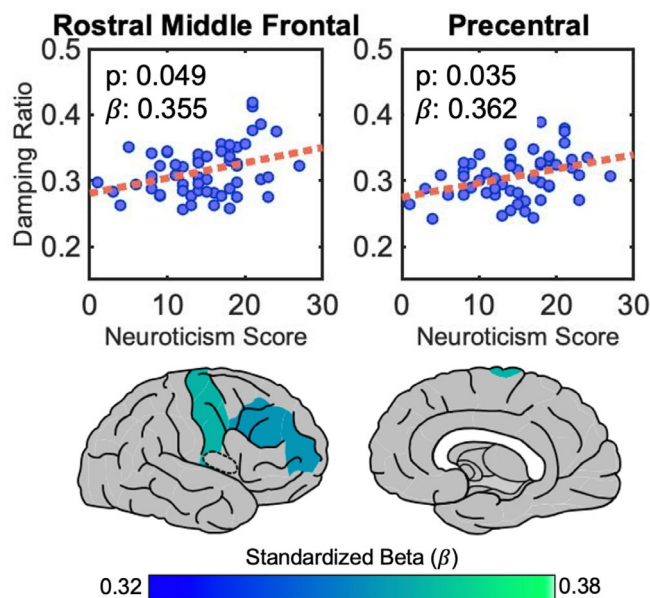 Rostral Middle Frontal
Precentral
0.5
0.4
0.3
0.2
Damping Ratio
p: 0.049
β: 0.355
0 10 20 30
Neuroticism Score
0.5
0.4
0.3
0.2
p: 0.035
β: 0.362
0 10 20 30
Neuroticism Score
Standardized Beta (β)
0.32 0.38